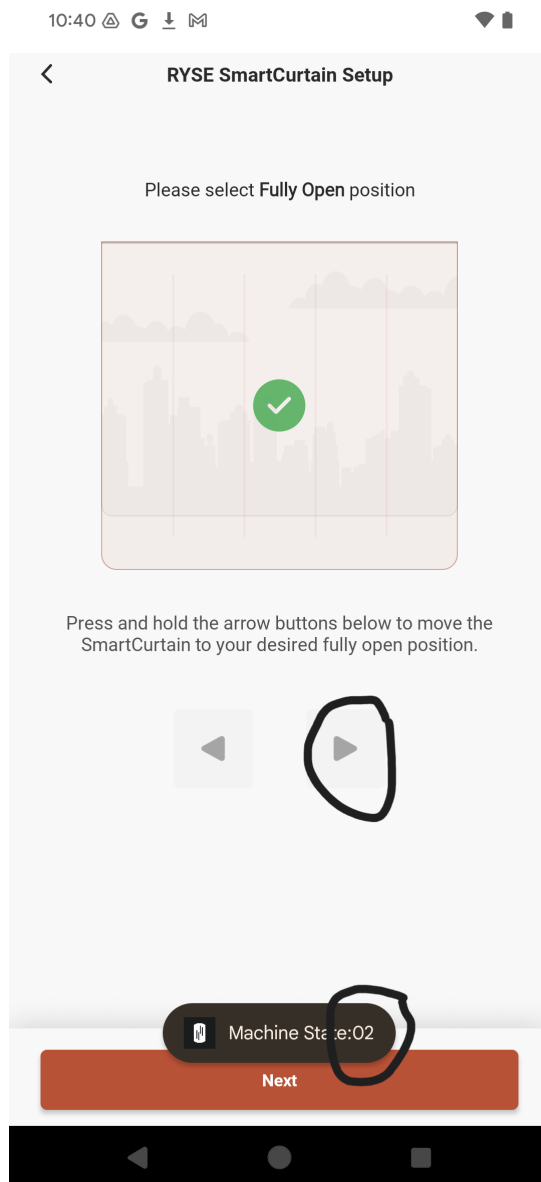 10:40
RYSE SmartCurtain Setup
Please select Fully Open position
Press and hold the arrow buttons below to move the
SmartCurtain to your desired fully open position.
Machine State:02
Next